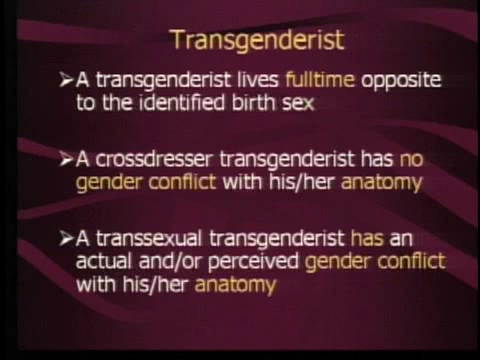 Transgenderist
➢A transgenderist lives fulltime opposite
to the identified birth sex
➢A crossdresser transgenderist has no
gender conflict with his/her anatomy
➢A transsexual transgenderist has an
actual and/or perceived gender conflict
with his/her anatomy